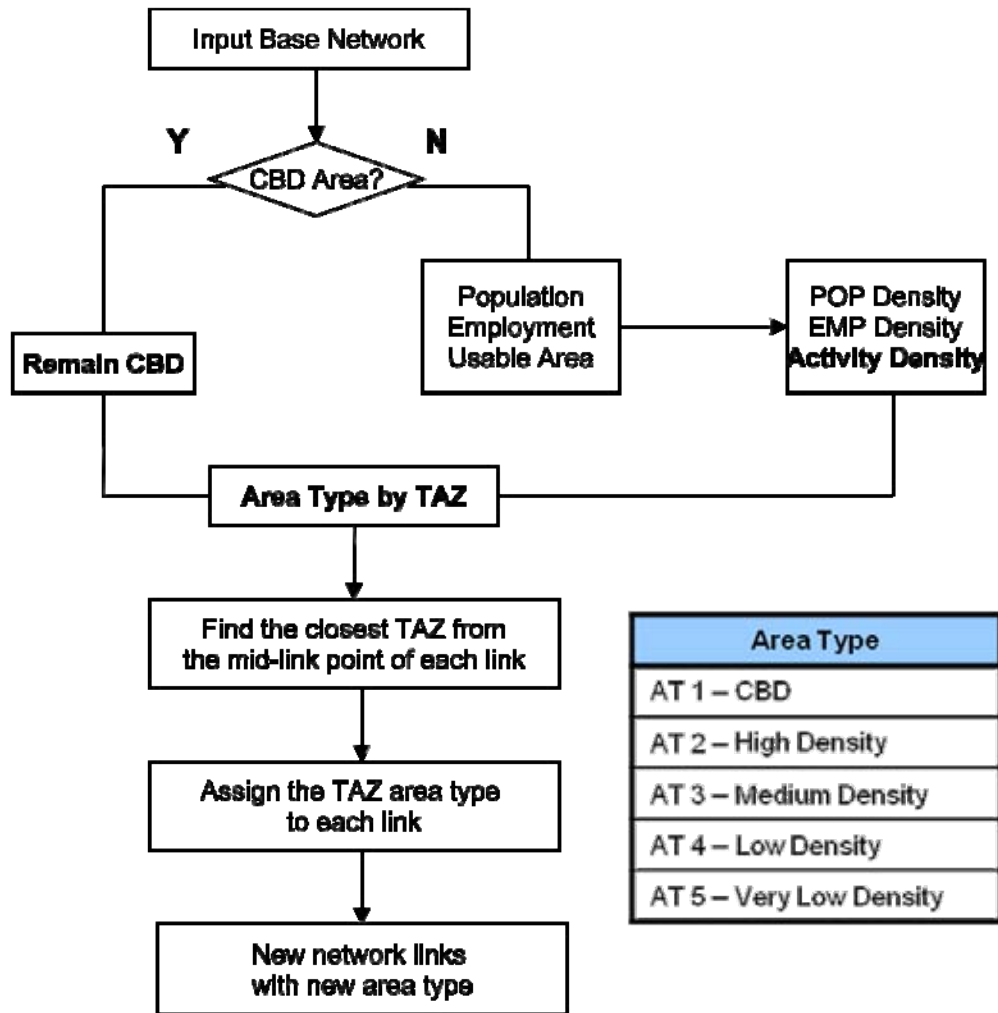 Input Base Network
Y
N
CBD Area?
Population
Employment
Usable Area
POP Density
EMP Density
Activity Density
Remain CBD
Area Type by TAZ
Find the closest TAZ from
the mid-link point of each link
Assign the TAZ area type
to each link
New network links
with new area type
Area Type
AT 1 – CBD
AT 2 – High Density
AT 3 – Medium Density
AT 4 – Low Density
AT 5 – Very Low Density